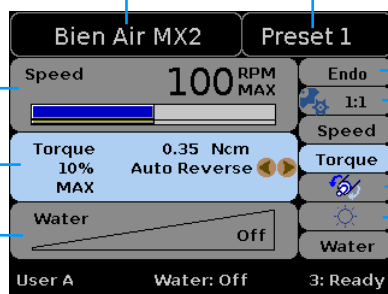 Bien Air MX2 Preset 1
Speed 100 RPM MAX
Endo
1:1
Speed
Torque 0.35 Ncm
10% Auto Reverse
MAX
Torque
Water
Off
Water
User A Water: Off 3: Ready